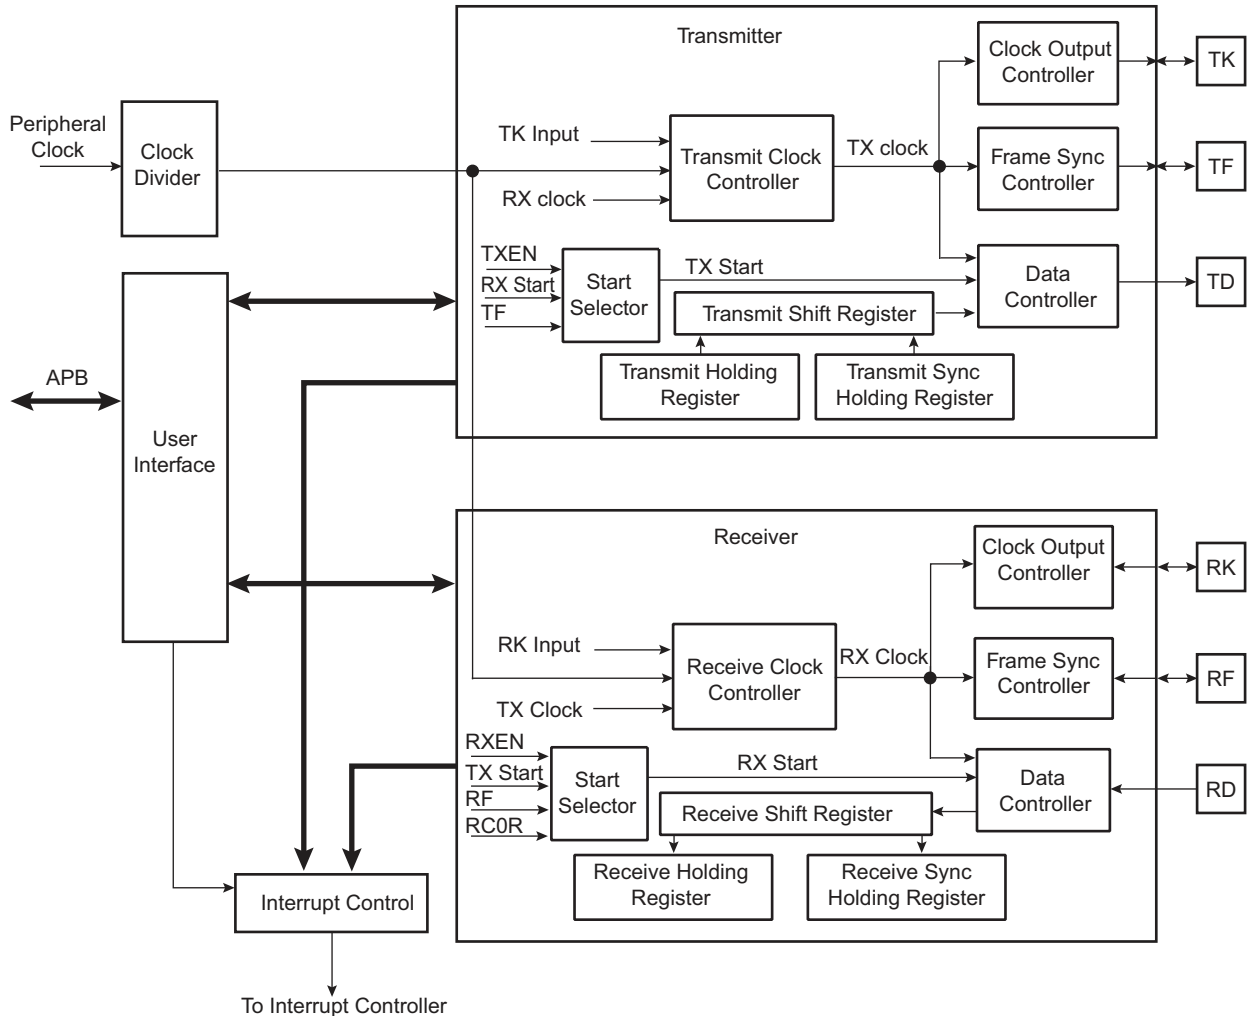 Transmitter
Clock Output
Controller
TK
Peripheral
Clock
Clock
Divider
TK Input
Transmit Clock
Controller
RX clock
TX clock
Frame Sync
Controller
TF
TXEN
RX Start
TF
Start
Selector
TX Start
Data
Controller
TD
Transmit Shift Register
Transmit Holding
Register
Transmit Sync
Holding Register
APB
User
Interface
Receiver
Clock Output
Controller
RK
RK Input
Receive Clock
Controller
TX Clock
RX Clock
Frame Sync
Controller
RF
RXEN
TX Start
RF
RC0R
Start
Selector
RX Start
Data
Controller
RD
Receive Shift Register
Receive Holding
Register
Receive Sync
Holding Register
Interrupt Control
To Interrupt Controller